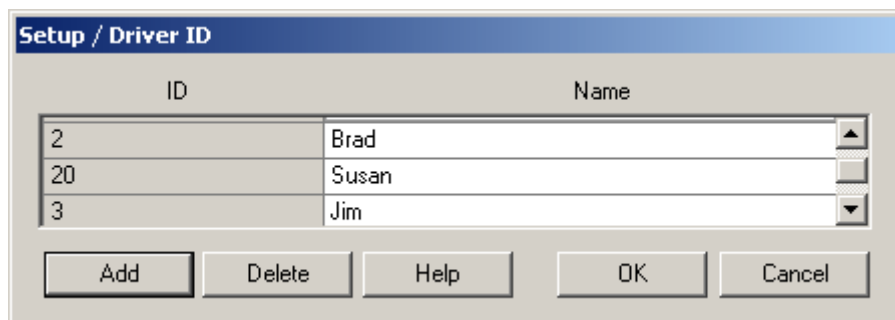 Setup / Driver ID
ID Name
2 Brad
20 Susan
3 Jim
Add Delete Help OK Cancel